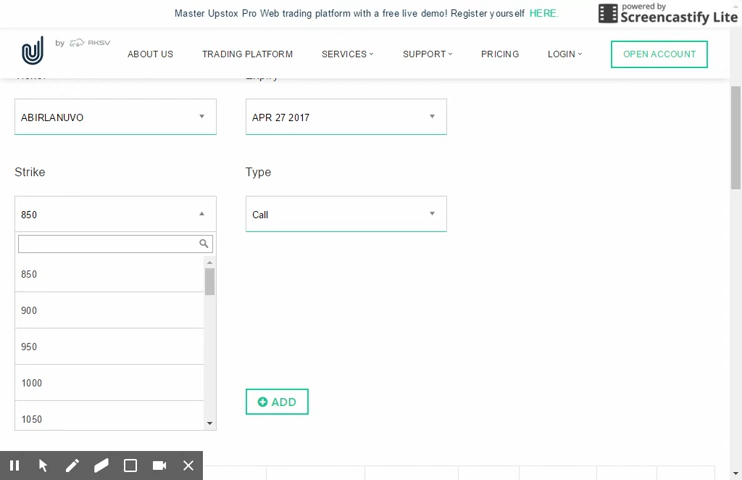 Master Upstox Pro Web trading platform with a free live demo! Register yourself HERE.
powered by
Screencastify Lite
by RKSV
ABOUT US
TRADING PLATFORM
SERVICES
SUPPORT
PRICING
LOGIN
OPEN ACCOUNT
Expiry
ABIRLANUVO
APR 27 2017
Strike
Type
850
Call
850
900
950
1000
1050
ADD